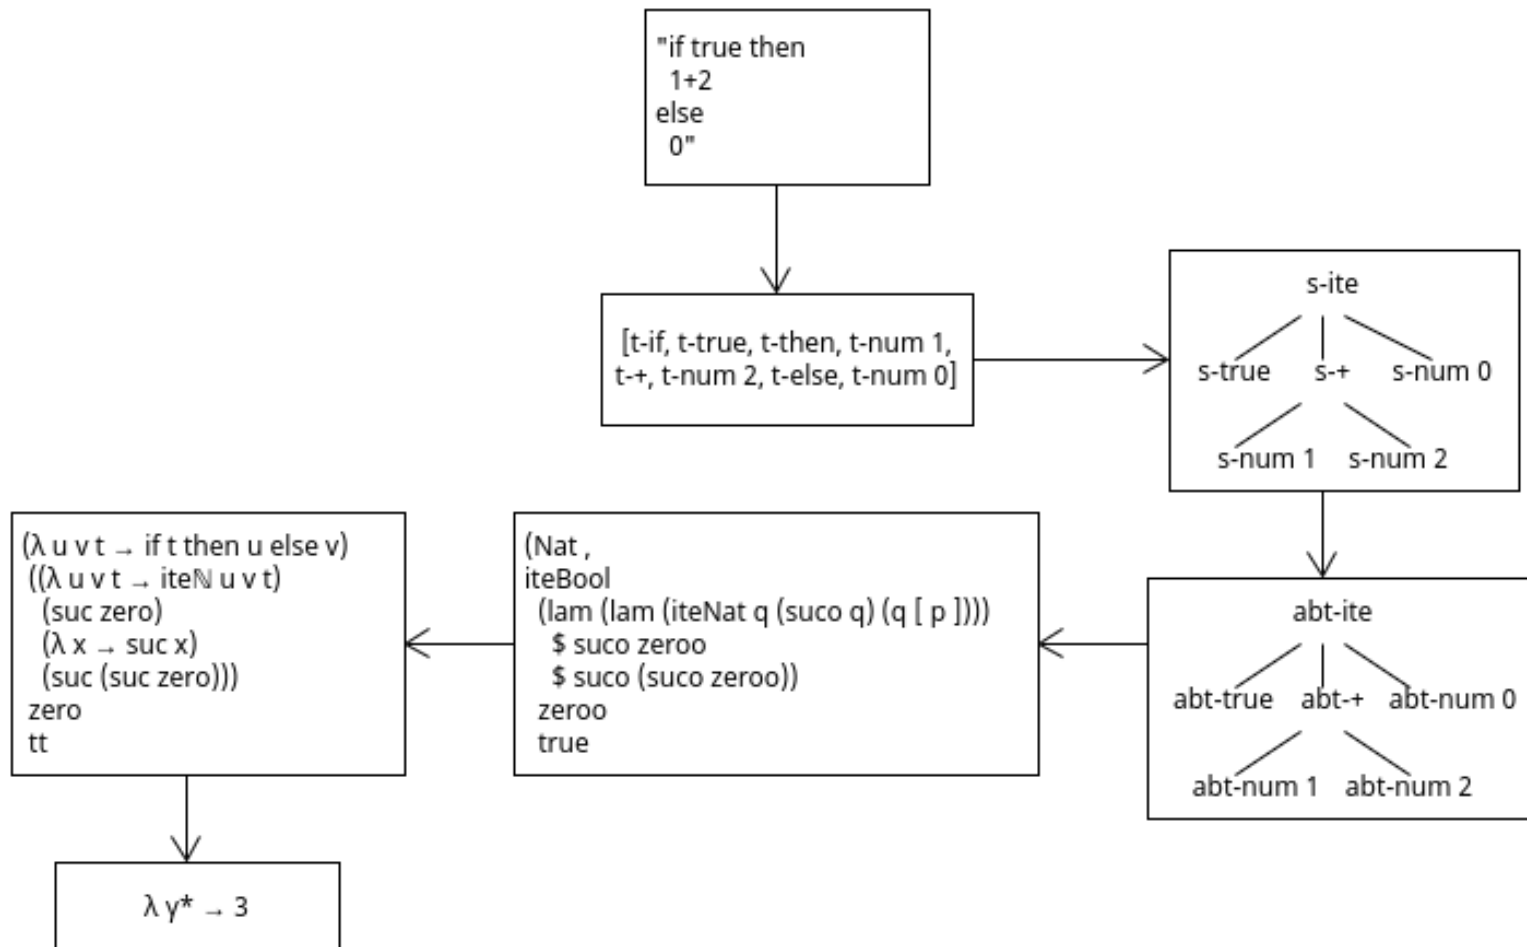 "if true then
1+2
else
0"
[t-if, t-true, t-then, t-num 1,
t-+, t-num 2, t-else, t-num 0]
s-ite
s-true s-+ s-num 0
s-num 1 s-num 2
abt-ite
abt-true abt-+ abt-num 0
abt-num 1 abt-num 2
(Nat ,
iteBool
(lam (lam (iteNat q (suco q) (q [ p ])))
$ suco zeroo
$ suco (suco zeroo))
zeroo
true
(λ u v t → if t then u else v)
((λ u v t → iteℕ u v t)
(suc zero)
(λ x → suc x)
(suc (suc zero)))
zero
tt
λ γ* → 3